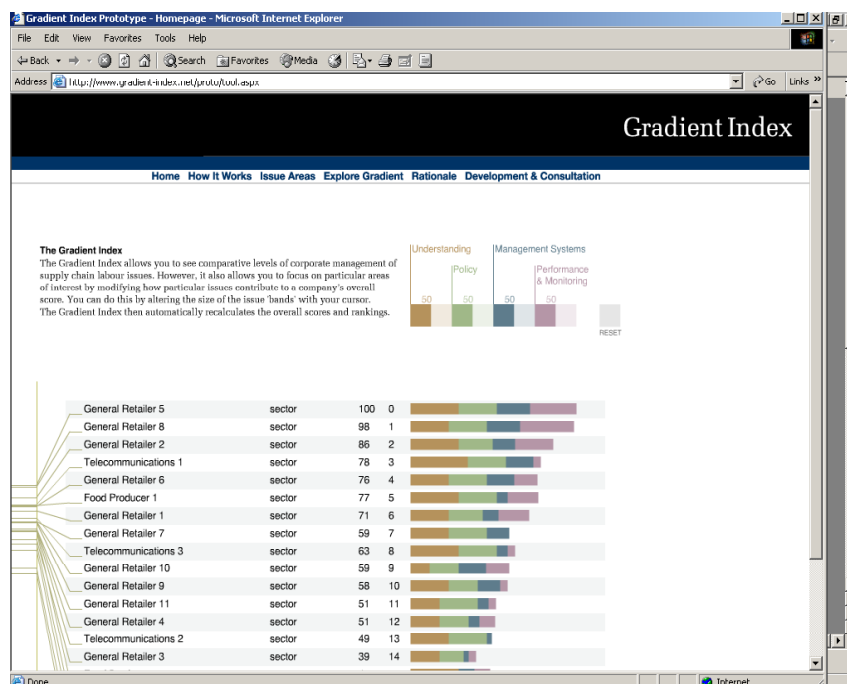 Gradient Index Prototype - Homepage - Microsoft Internet Explorer
File Edit View Favorites Tools Help
Back Search Favorites Media
Address http://www.gradient-index.net/proto/tool.aspx Go Links »
Gradient Index
Home How It Works Issue Areas Explore Gradient Rationale Development & Consultation
The Gradient Index
The Gradient Index allows you to see comparative levels of corporate management of
supply chain labour issues. However, it also allows you to focus on particular areas
of interest by modifying how particular issues contribute to a company's overall
score. You can do this by altering the size of the issue 'bands' with your cursor.
The Gradient Index then automatically recalculates the overall scores and rankings.
Understanding Management Systems
Policy Performance
& Monitoring
50 50 50 50
RESET
General Retailer 5 sector 100 0
General Retailer 8 sector 98 1
General Retailer 2 sector 86 2
Telecommunications 1 sector 78 3
General Retailer 6 sector 76 4
Food Producer 1 sector 77 5
General Retailer 1 sector 71 6
General Retailer 7 sector 59 7
Telecommunications 3 sector 63 8
General Retailer 10 sector 59 9
General Retailer 9 sector 58 10
General Retailer 11 sector 51 11
General Retailer 4 sector 51 12
Telecommunications 2 sector 49 13
General Retailer 3 sector 39 14
Done Internet